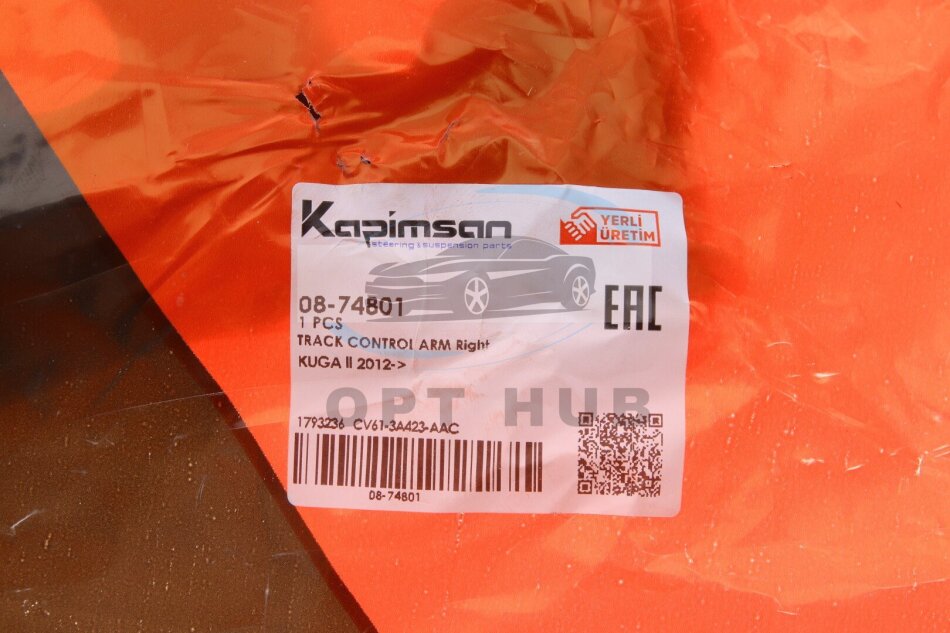 Kapimsan
steering & suspension parts
YERLİ
ÜRETİM
08-74801
1 PCS
EAC
TRACK CONTROL ARM Right
KUGA II 2012->
OPT HUB
1793236 CV61-3A423-AAC
08-74801